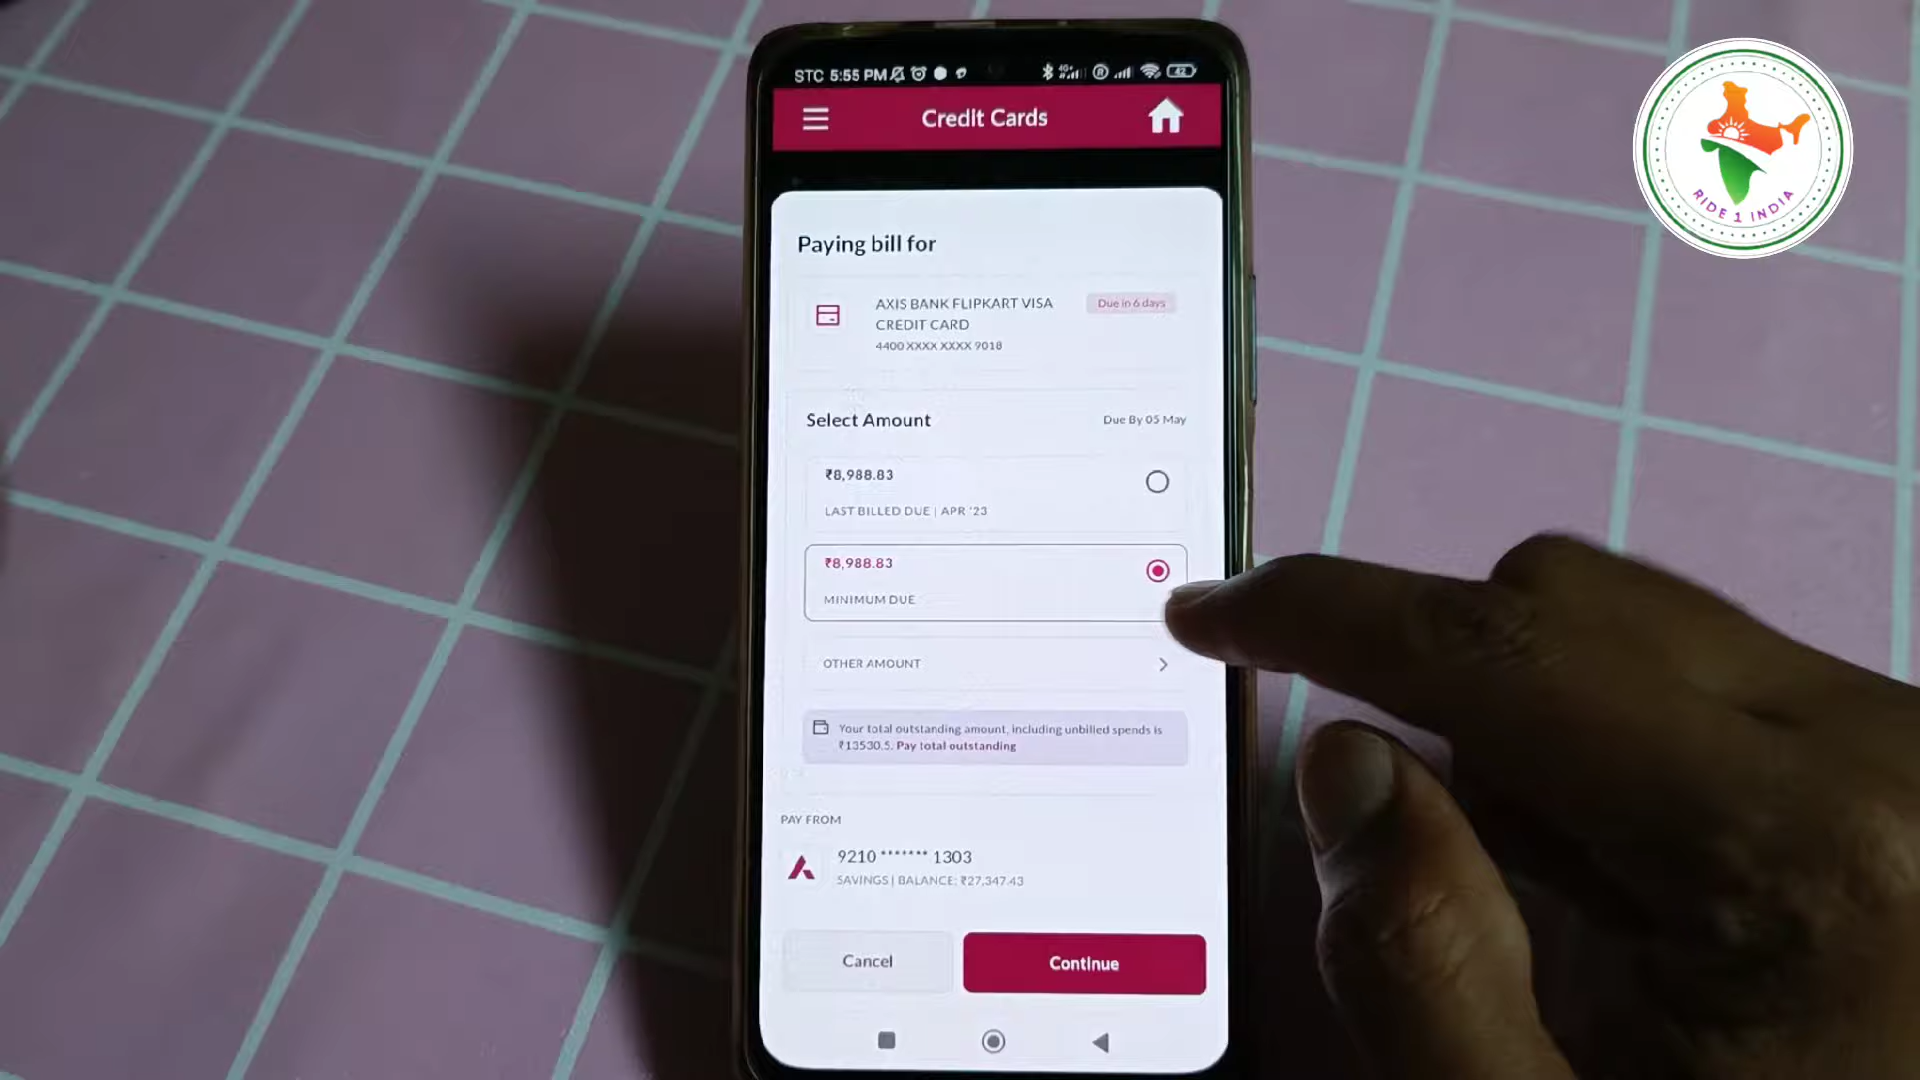 STC 5:55 PM
42
Credit Cards
RIDE 1 INDIA
Paying bill for
AXIS BANK FLIPKART VISA
CREDIT CARD
Due in 6 days
4400 XXXX XXXX 9018
Select Amount
Due By 05 May
₹8,988.83
LAST BILLED DUE | APR '23
₹8,988.83
MINIMUM DUE
OTHER AMOUNT
Your total outstanding amount, including unbilled spends is
₹13530.5. Pay total outstanding
PAY FROM
9210 ******* 1303
SAVINGS | BALANCE: ₹27,347.43
Cancel
Continue